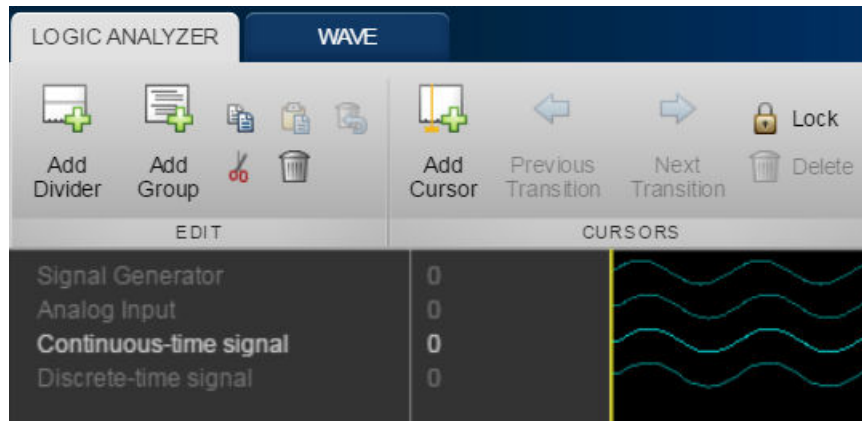 LOGIC ANALYZER
WAVE
Add
Divider
Add
Group
Add
Cursor
Previous
Transition
Next
Transition
Lock
Delete
EDIT
CURSORS
Signal Generator 0
Analog Input 0
Continuous-time signal 0
Discrete-time signal 0